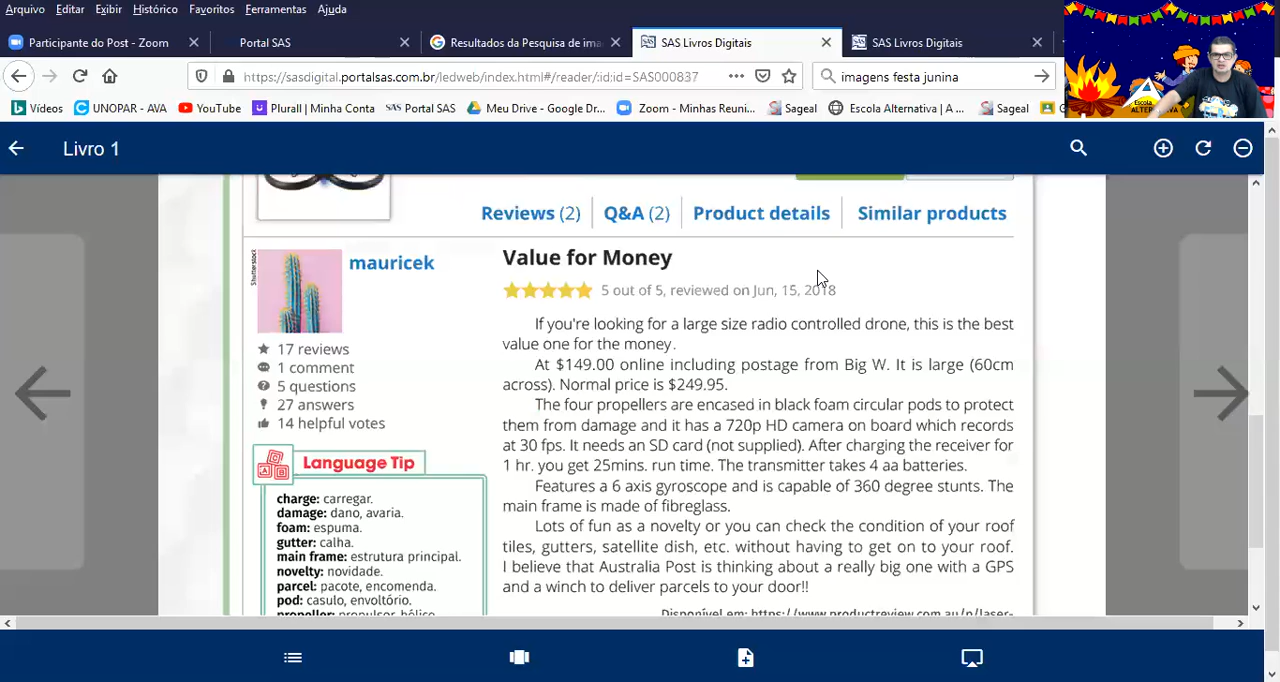 Arquivo Editar Exibir Histórico Favoritos Ferramentas Ajuda
Participante do Post - Zoom
Portal SAS
Resultados da Pesquisa de ima
SAS Livros Digitais
SAS Livros Digitais
https://sasdigital.portalsas.com.br/ledweb/index.html#/reader/:id:id=SAS000837
imagens festa junina
Vídeos UNOPAR - AVA YouTube Plurall | Minha Conta SAS Portal SAS Meu Drive - Google Dr... Zoom - Minhas Reuni... Sageal Escola Alternativa | A ... Sageal
Escola
Livro 1
Reviews (2) Q&A (2) Product details Similar products
Shutterstock
mauricek
17 reviews
1 comment
5 questions
27 answers
14 helpful votes
Language Tip
charge: carregar.
damage: dano, avaria.
foam: espuma.
gutter: calha.
main frame: estrutura principal.
novelty: novidade.
parcel: pacote, encomenda.
pod: casulo, envoltório.
propeller: propulsor, hélice
Value for Money
5 out of 5, reviewed on Jun, 15, 2018
If you're looking for a large size radio controlled drone, this is the best
value one for the money.
At $149.00 online including postage from Big W. It is large (60cm
across). Normal price is $249.95.
The four propellers are encased in black foam circular pods to protect
them from damage and it has a 720p HD camera on board which records
at 30 fps. It needs an SD card (not supplied). After charging the receiver for
1 hr. you get 25mins. run time. The transmitter takes 4 aa batteries.
Features a 6 axis gyroscope and is capable of 360 degree stunts. The
main frame is made of fibreglass.
Lots of fun as a novelty or you can check the condition of your roof
tiles, gutters, satellite dish, etc. without having to get on to your roof.
I believe that Australia Post is thinking about a really big one with a GPS
and a winch to deliver parcels to your door!!
Disponível em: https://www.productreview.com.au/p/laser-